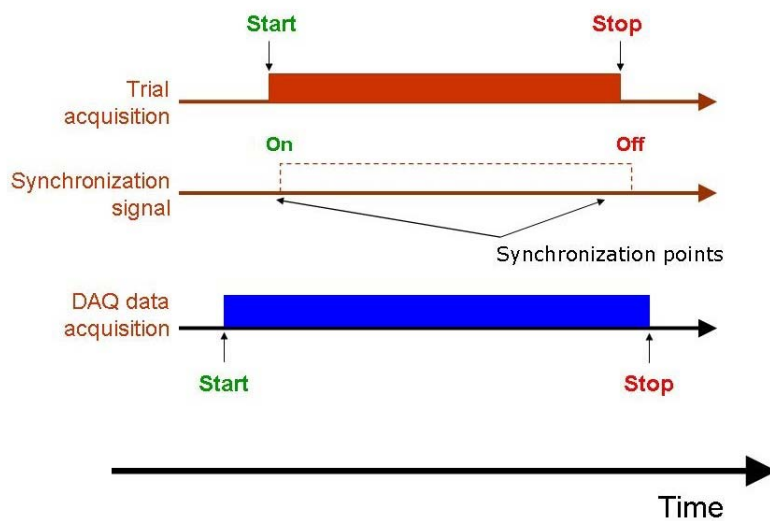 Start
Stop
Trial
acquisition
On
Off
Synchronization
signal
Synchronization points
DAQ data
acquisition
Start
Stop
Time